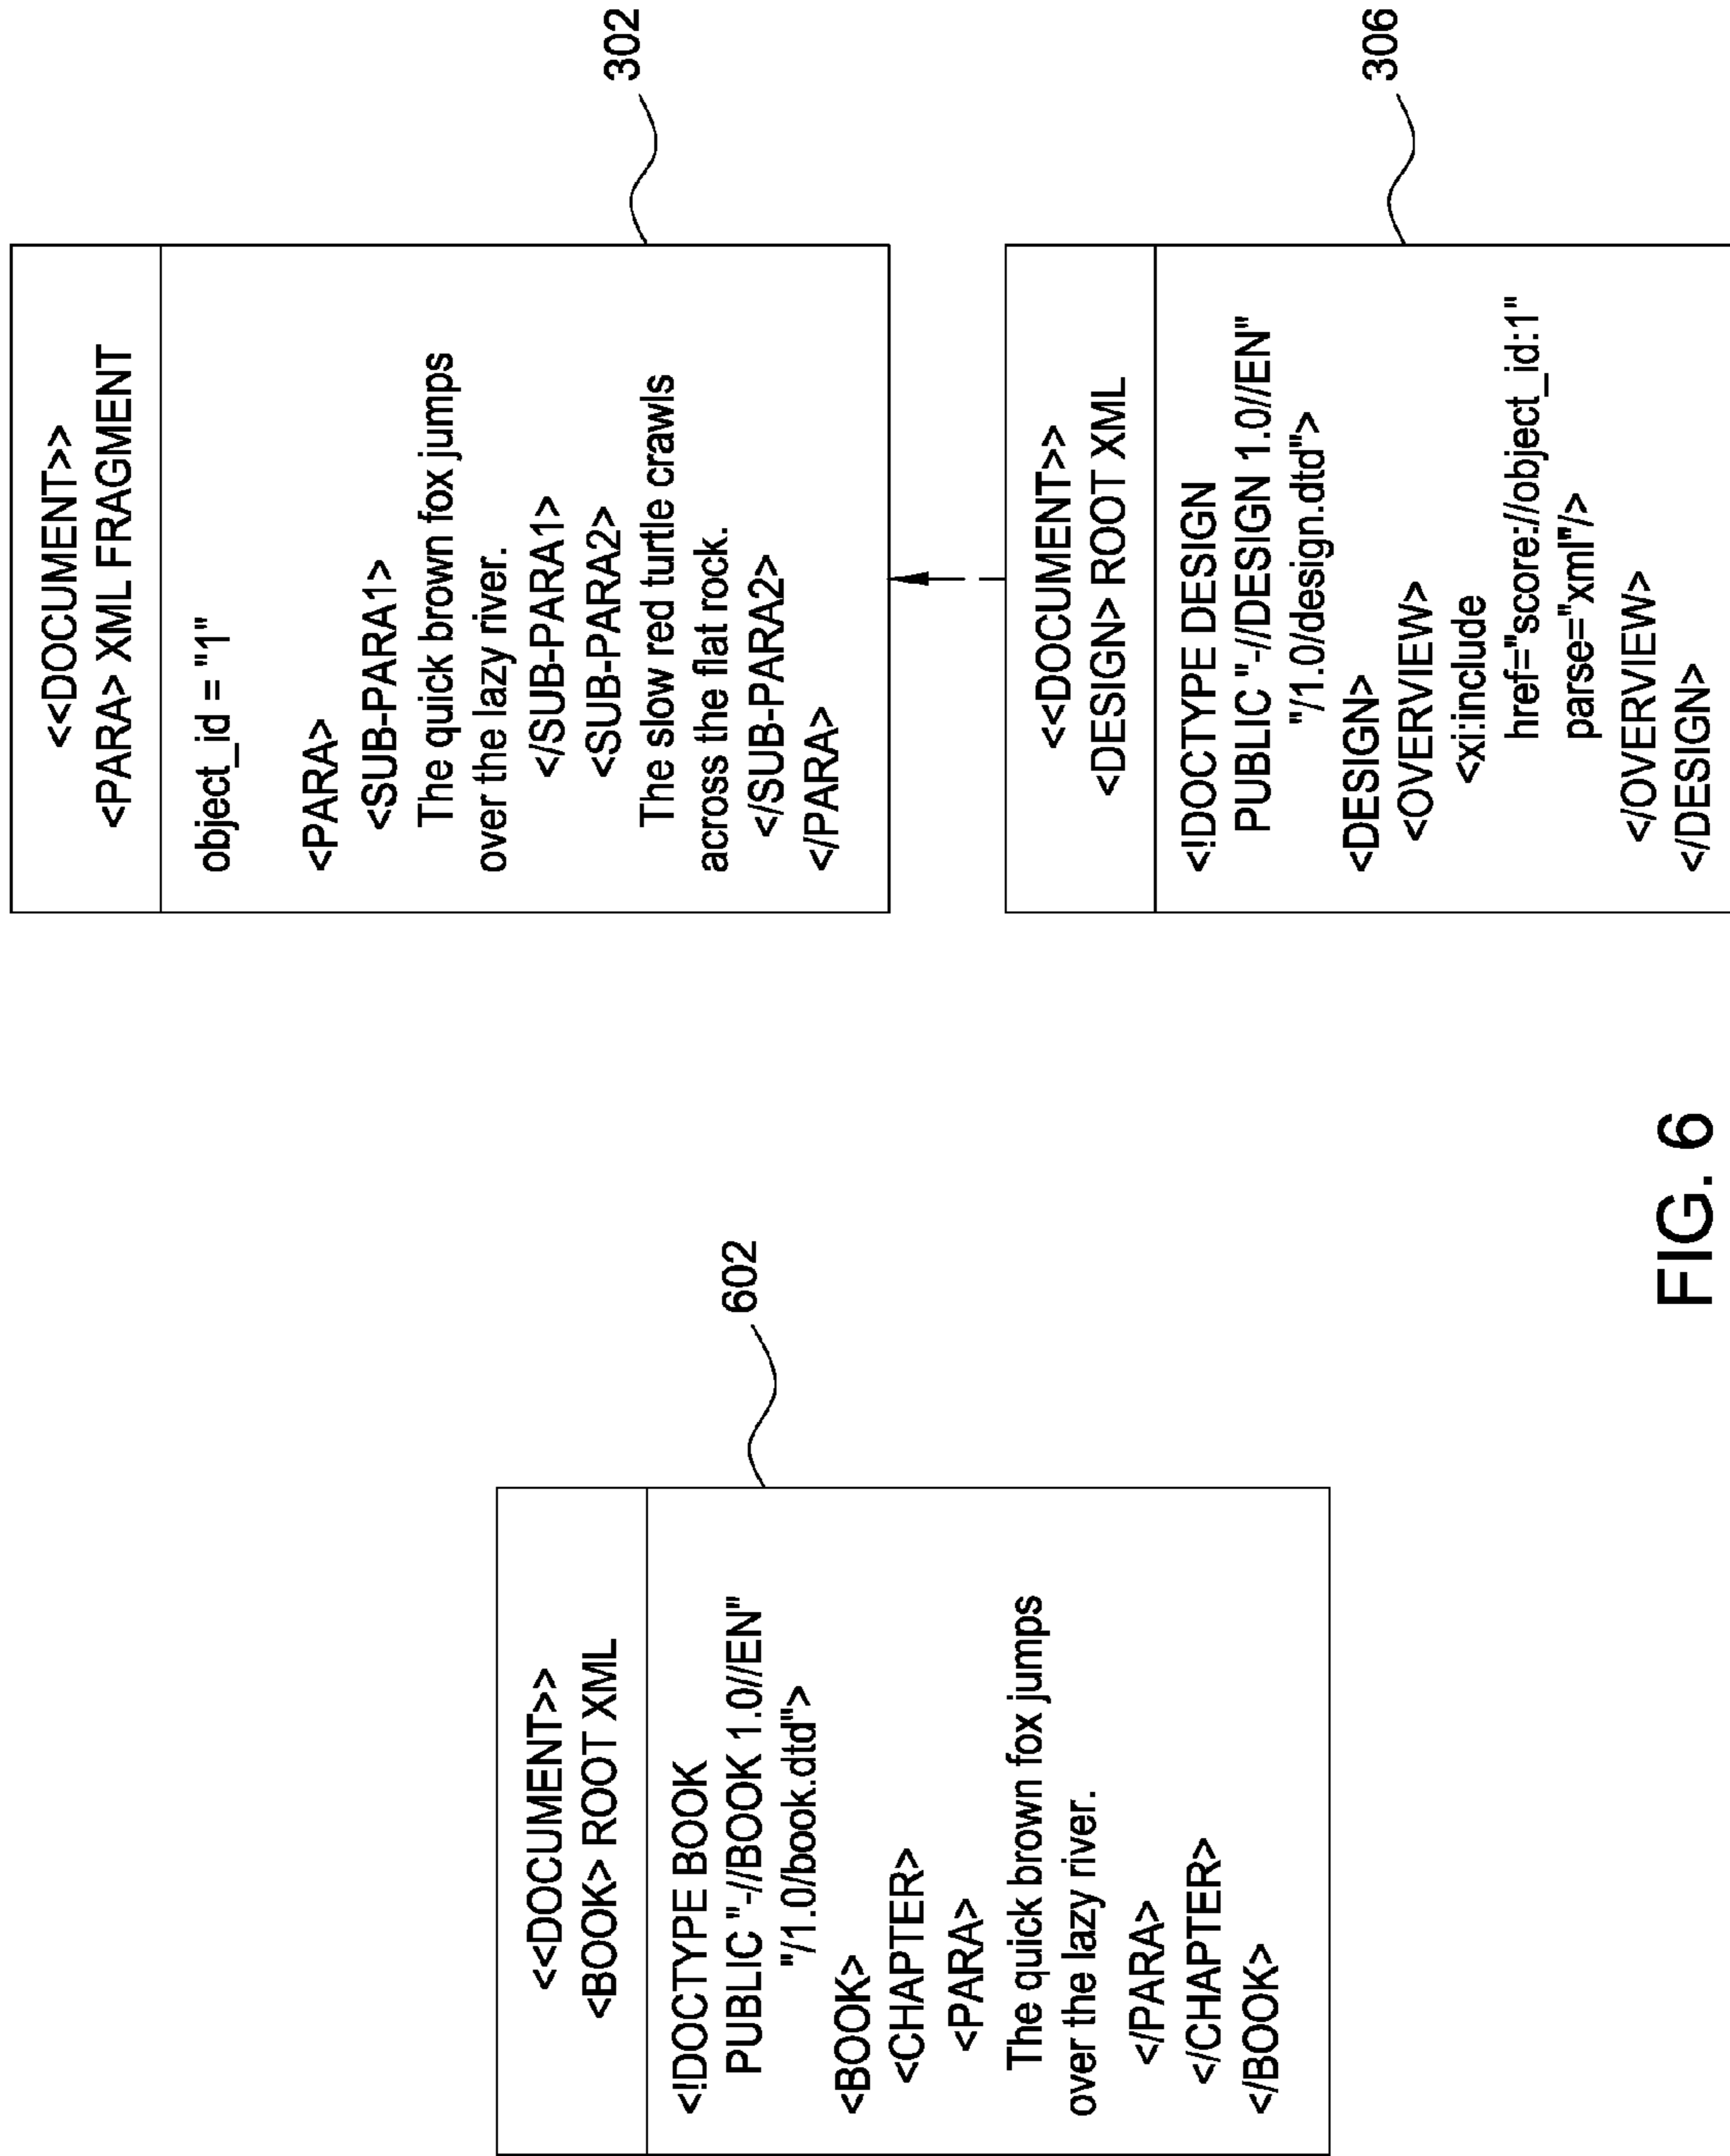 <<DOCUMENT>>
<BOOK> ROOT XML
<!DOCTYPE BOOK
PUBLIC "-//BOOK 1.0//EN"
"/1.0//book.dtd">
<BOOK>
<CHAPTER>
<PARA>
The quick brown fox jumps
over the lazy river.
</PARA>
</CHAPTER>
</BOOK>
602
<<DOCUMENT>>
<PARA> XML FRAGMENT
object_id = "1"
<PARA>
<SUB-PARA1>
The quick brown fox jumps
over the lazy river.
</SUB-PARA1>
<SUB-PARA2>
The slow red turtle crawls
across the flat rock.
</SUB-PARA2>
</PARA>
302
<<DOCUMENT>>
<DESIGN> ROOT XML
<!DOCTYPE DESIGN
PUBLIC "-//DESIGN 1.0//EN"
"/1.0/design.dtd">
<DESIGN>
<OVERVIEW>
<xi:include
href="score://object_id:1"
parse="xml"/>
</OVERVIEW>
</DESIGN>
306
FIG. 6